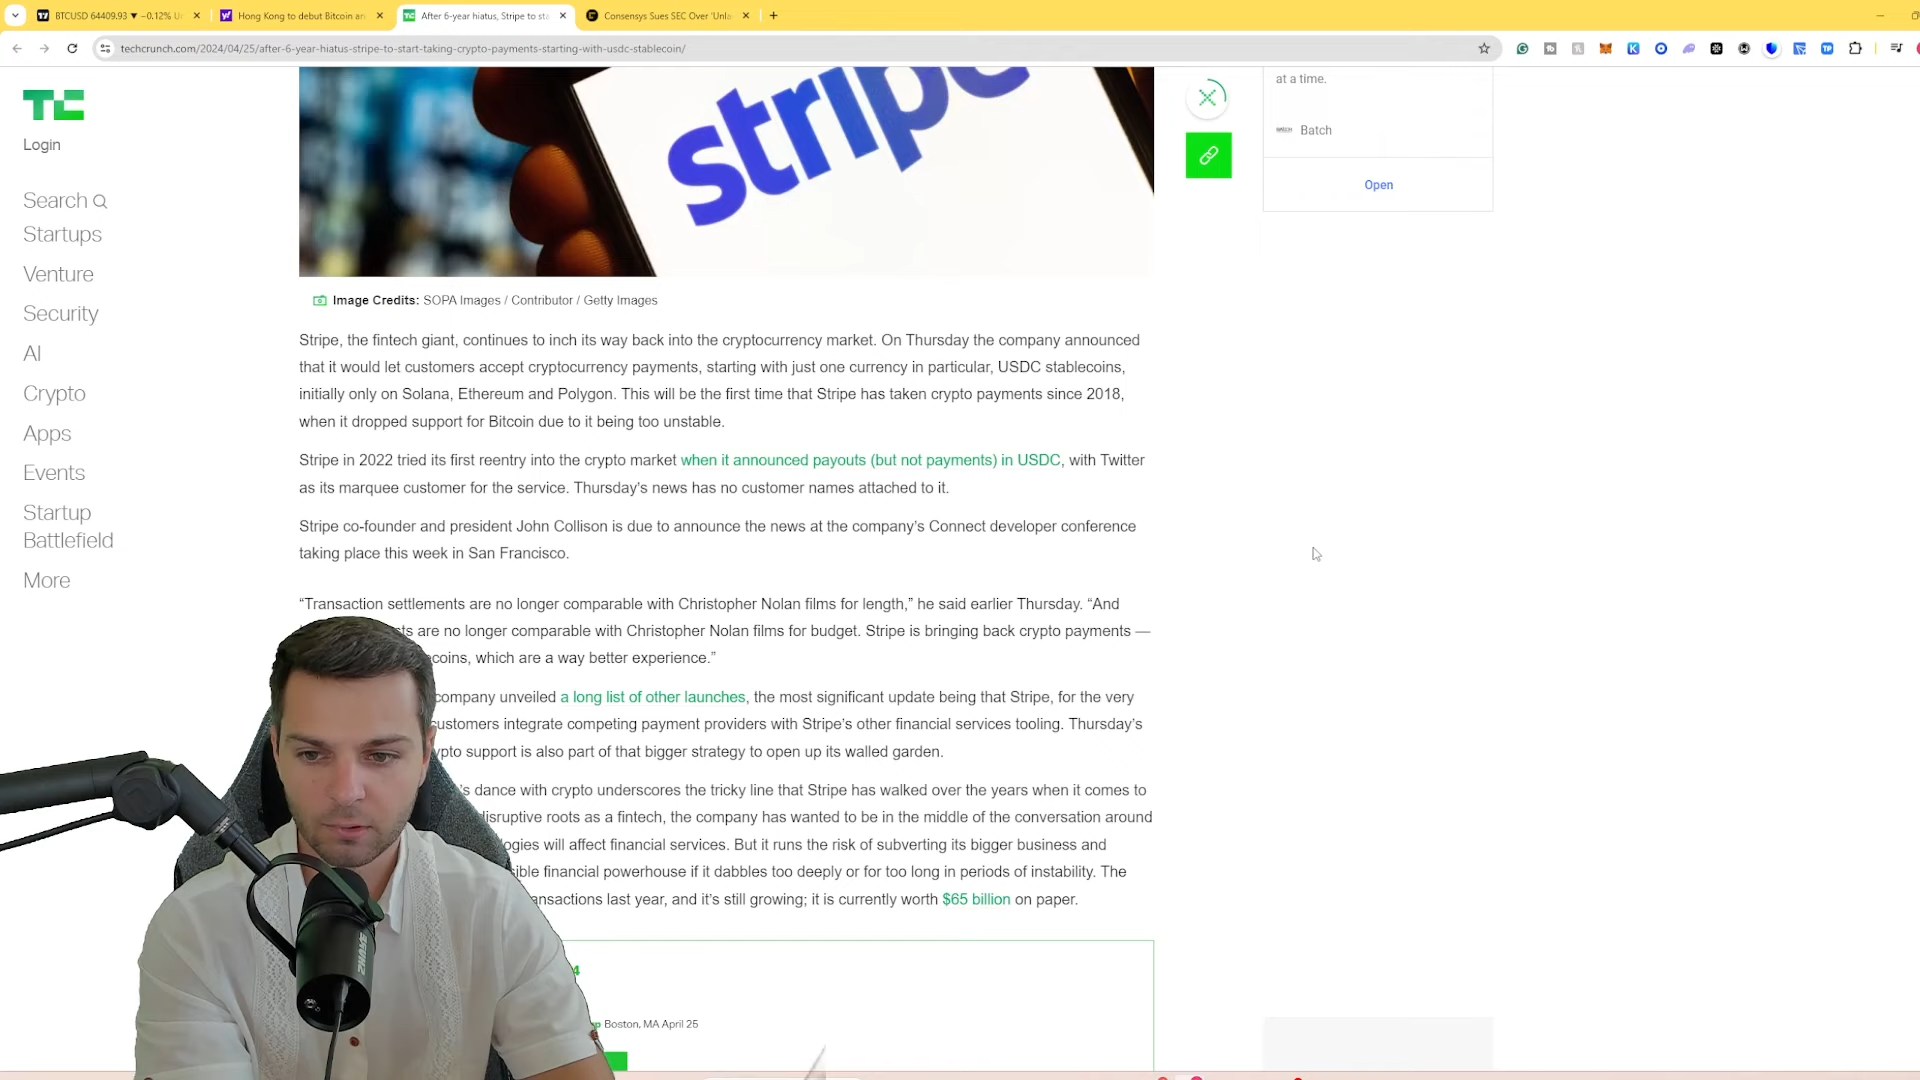 BTCUSD 64409.93 ▼ −0.12% U
Hong Kong to debut Bitcoin an
After 6-year hiatus, Stripe to sta
Consensys Sues SEC Over 'Unla
techcrunch.com/2024/04/25/after-6-year-hiatus-stripe-to-start-taking-crypto-payments-starting-with-usdc-stablecoin/
TC
Login
Search
Startups
Venture
Security
AI
Crypto
Apps
Events
Startup
Battlefield
More
stripe
at a time.
Batch
Open
Image Credits: SOPA Images / Contributor / Getty Images
Stripe, the fintech giant, continues to inch its way back into the cryptocurrency market. On Thursday the company announced
that it would let customers accept cryptocurrency payments, starting with just one currency in particular, USDC stablecoins,
initially only on Solana, Ethereum and Polygon. This will be the first time that Stripe has taken crypto payments since 2018,
when it dropped support for Bitcoin due to it being too unstable.
Stripe in 2022 tried its first reentry into the crypto market when it announced payouts (but not payments) in USDC, with Twitter
as its marquee customer for the service. Thursday's news has no customer names attached to it.
Stripe co-founder and president John Collison is due to announce the news at the company's Connect developer conference
taking place this week in San Francisco.
“Transaction settlements are no longer comparable with Christopher Nolan films for length,” he said earlier Thursday. “And
sts are no longer comparable with Christopher Nolan films for budget. Stripe is bringing back crypto payments —
ecoins, which are a way better experience.”
company unveiled a long list of other launches, the most significant update being that Stripe, for the very
customers integrate competing payment providers with Stripe's other financial services tooling. Thursday's
ypto support is also part of that bigger strategy to open up its walled garden.
's dance with crypto underscores the tricky line that Stripe has walked over the years when it comes to
disruptive roots as a fintech, the company has wanted to be in the middle of the conversation around
logies will affect financial services. But it runs the risk of subverting its bigger business and
sible financial powerhouse if it dabbles too deeply or for too long in periods of instability. The
ansactions last year, and it's still growing; it is currently worth $65 billion on paper.
4
p Boston, MA April 25
SHURE